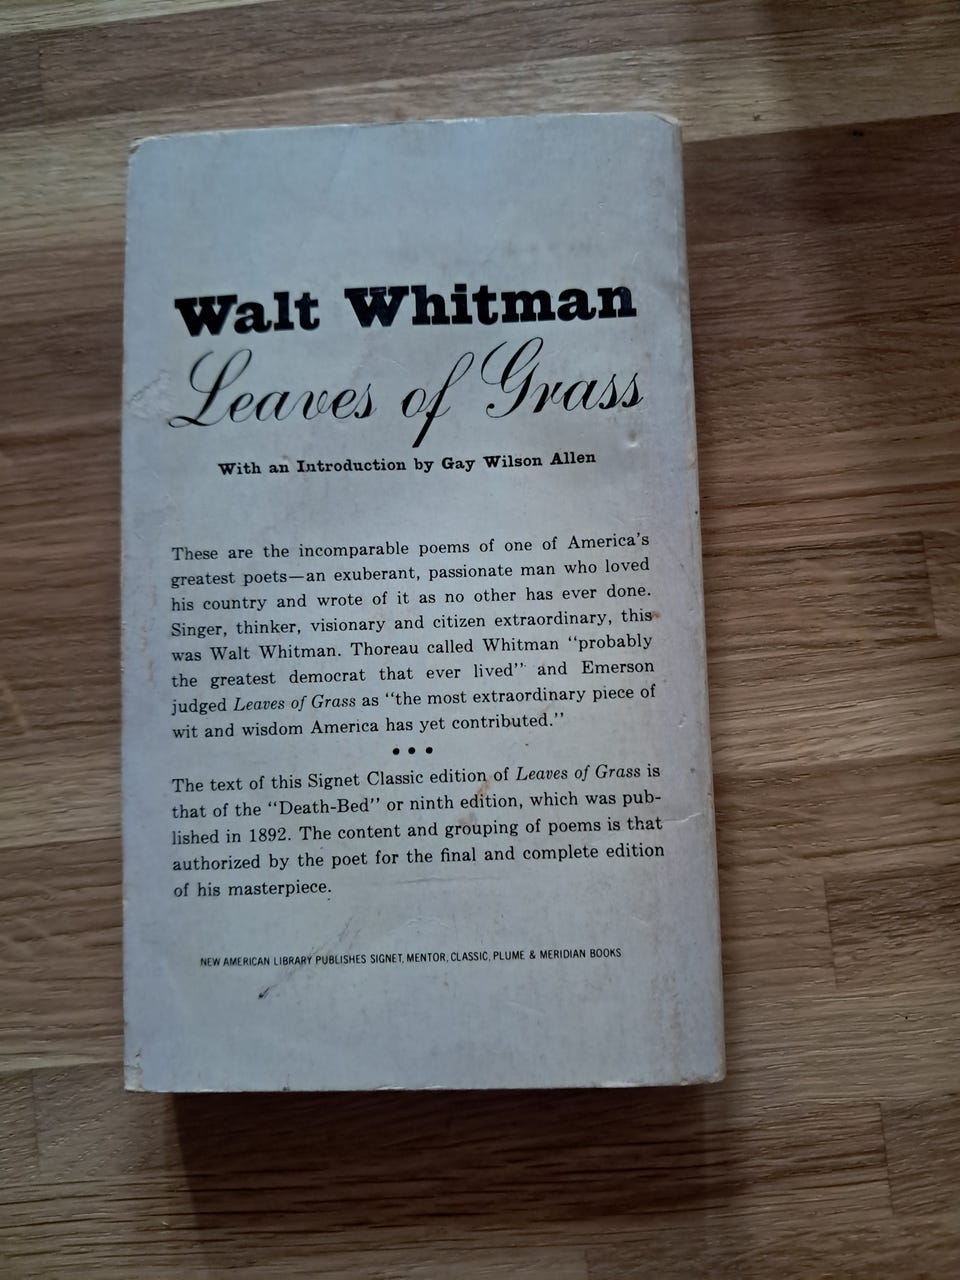 Walt Whitman
Leaves of Grass
With an Introduction by Gay Wilson Allen
These are the incomparable poems of one of America's
greatest poets—an exuberant, passionate man who loved
his country and wrote of it as no other has ever done.
Singer, thinker, visionary and citizen extraordinary, this
was Walt Whitman. Thoreau called Whitman "probably
the greatest democrat that ever lived" and Emerson
judged Leaves of Grass as "the most extraordinary piece of
wit and wisdom America has yet contributed."
• • •
The text of this Signet Classic edition of Leaves of Grass is
that of the "Death-Bed" or ninth edition, which was pub-
lished in 1892. The content and grouping of poems is that
authorized by the poet for the final and complete edition
of his masterpiece.
NEW AMERICAN LIBRARY PUBLISHES SIGNET, MENTOR, CLASSIC, PLUME & MERIDIAN BOOKS